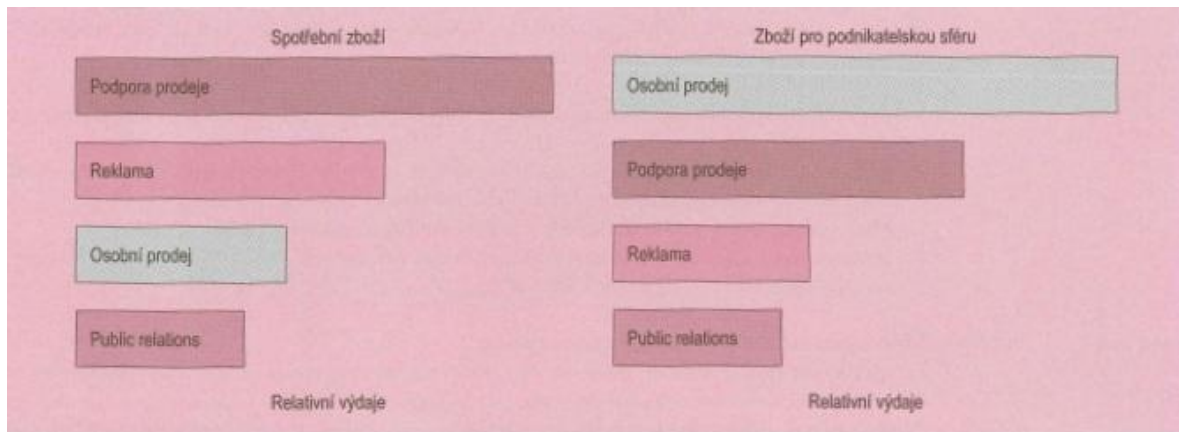 Spotřební zboží
Podpora prodeje
Reklama
Osobní prodej
Public relations
Relativní výdaje
Zboží pro podnikatelskou sféru
Osobní prodej
Podpora prodeje
Reklama
Public relations
Relativní výdaje